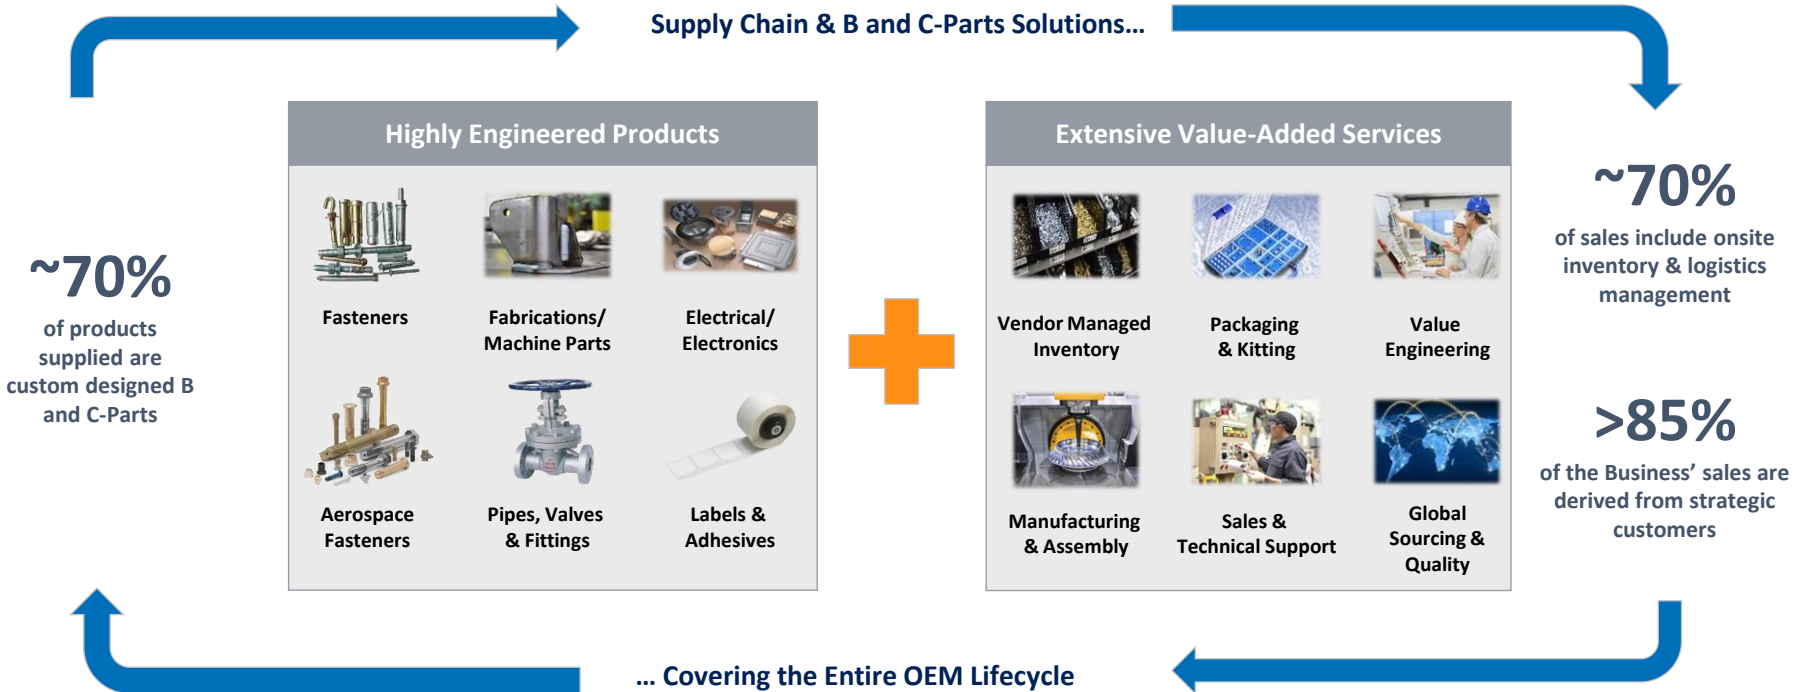 Supply Chain & B and C-Parts Solutions...
~70%
of products
supplied are
custom designed B
and C-Parts
Highly Engineered Products
Fasteners
Fabrications/
Machine Parts
Electrical/
Electronics
Aerospace
Fasteners
Pipes, Valves
& Fittings
Labels &
Adhesives
Extensive Value-Added Services
Vendor Managed
Inventory
Packaging
& Kitting
Value
Engineering
Manufacturing
& Assembly
Sales &
Technical Support
Global
Sourcing &
Quality
~70%
of sales include onsite
inventory & logistics
management
>85%
of the Business’ sales are
derived from strategic
customers
... Covering the Entire OEM Lifecycle